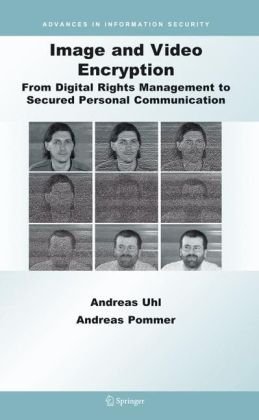 ADVANCES IN INFORMATION SECURITY
Image and Video
Encryption
From Digital Rights Management to
Secured Personal Communication
Andreas Uhl
Andreas Pommer
Springer